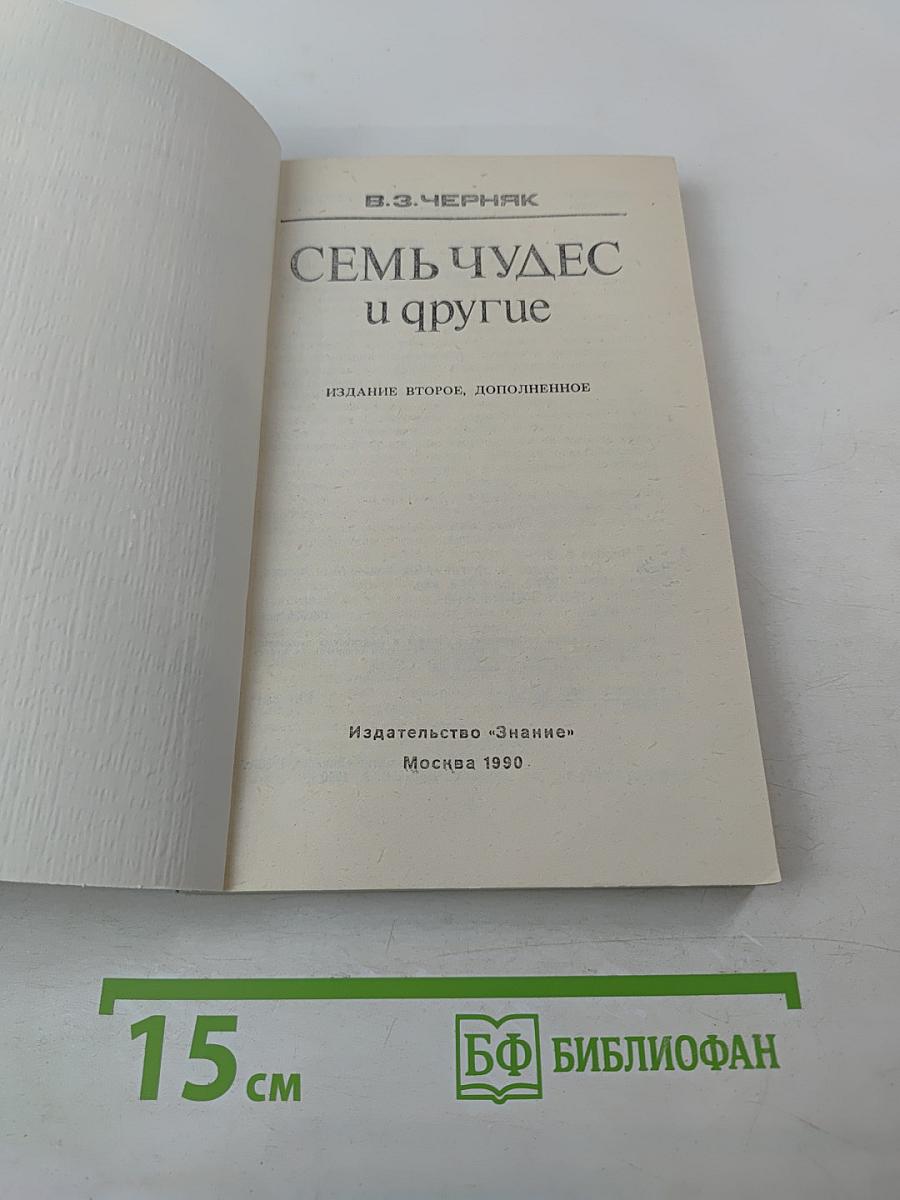 В.З.ЧЕРНЯК
СЕМЬ ЧУДЕС
и другие
ИЗДАНИЕ ВТОРОЕ, ДОПОЛНЕННОЕ
Издательство «Знание»
Москва 1990
15 см
БФ БИБЛИОФАН